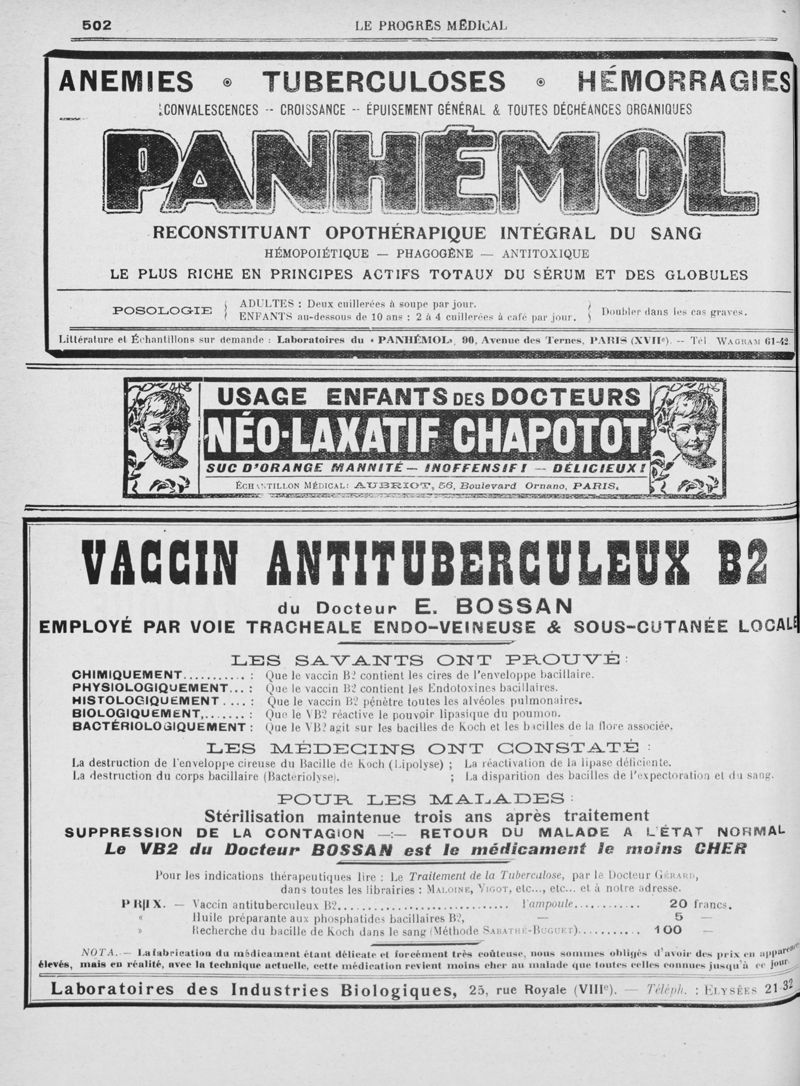 502
LE PROGRÈS MÉDICAL
ANEMIES • TUBERCULOSES • HÉMORRAGIES
CONVALESCENCES -- CROISSANCE -- ÉPUISEMENT GÉNÉRAL & TOUTES DÉCHÉANCES ORGANIQUES
PANHÉMOL
RECONSTITUANT OPOTHÉRAPIQUE INTÉGRAL DU SANG
HÉMOPOIÉTIQUE — PHAGOGÈNE — ANTITOXIQUE
LE PLUS RICHE EN PRINCIPES ACTIFS TOTAUX DU SÉRUM ET DES GLOBULES
POSOLOGIE { ADULTES : Deux cuillerées à soupe par jour.
ENFANTS au-dessous de 10 ans : 2 à 4 cuillerées à café par jour. } Doubler dans les cas graves.
Littérature et Échantillons sur demande : Laboratoires du « PANHÉMOL», 90, Avenue des Ternes, PARIS (XVIIe). -- Tél. WAGRAM 61-42.
USAGE ENFANTS DES DOCTEURS
NÉO-LAXATIF CHAPOTOT
SUC D'ORANGE MANNITÉ — INOFFENSIF! — DÉLICIEUX!
ÉCHANTILLON MÉDICAL: AUBRIOT, 56, Boulevard Ornano, PARIS.
VACCIN ANTITUBERCULEUX B2
du Docteur E. BOSSAN
EMPLOYÉ PAR VOIE TRACHEALE ENDO-VEINEUSE & SOUS-CUTANÉE LOCALE
LES SAVANTS ONT PROUVÉ :
CHIMIQUEMENT........... : Que le vaccin B2 contient les cires de l'enveloppe bacillaire.
PHYSIOLOGIQUEMENT... : Que le vaccin B2 contient les Endotoxines bacillaires.
HISTOLOGIQUEMENT .... : Que le vaccin B2 pénètre toutes les alvéoles pulmonaires.
BIOLOGIQUEMENT,....... : Que le VB2 réactive le pouvoir lipasique du poumon.
BACTÉRIOLOGIQUEMENT : Que le VB2 agit sur les bacilles de Koch et les bacilles de la flore associée.
LES MÉDECINS ONT CONSTATÉ :
La destruction de l'enveloppe cireuse du Bacille de Koch (Lipolyse) ; La réactivation de la lipase déficiente.
La destruction du corps bacillaire (Bacteriolyse). ; La disparition des bacilles de l'expectoration et du sang.
POUR LES MALADES :
Stérilisation maintenue trois ans après traitement
SUPPRESSION DE LA CONTAGION —:— RETOUR DU MALADE A L'ÉTAT NORMAL
Le VB2 du Docteur BOSSAN est le médicament le moins CHER
Pour les indications thérapeutiques lire : Le Traitement de la Tuberculose, par le Docteur GÉRARD,
dans toutes les librairies : MALOINE, VIGOT, etc..., etc... et à notre adresse.
PRIX. — Vaccin antituberculeux B2.................................. l'ampoule............. 20 francs.
« Huile préparante aux phosphatides bacillaires B2, — 5 —
» Recherche du bacille de Koch dans le sang (Méthode SABATHÉ-BUGUET)............. 100 —
NOTA. — La fabrication du médicament étant délicate et forcément très coûteuse, nous sommes obligés d'avoir des prix en apparence
élevés, mais en réalité, avec la technique actuelle, cette médication revient moins cher au malade que toutes celles connues jusqu'à ce jour.
Laboratoires des Industries Biologiques, 25, rue Royale (VIIIe). — Téléph. : ELYSÉES 21-32